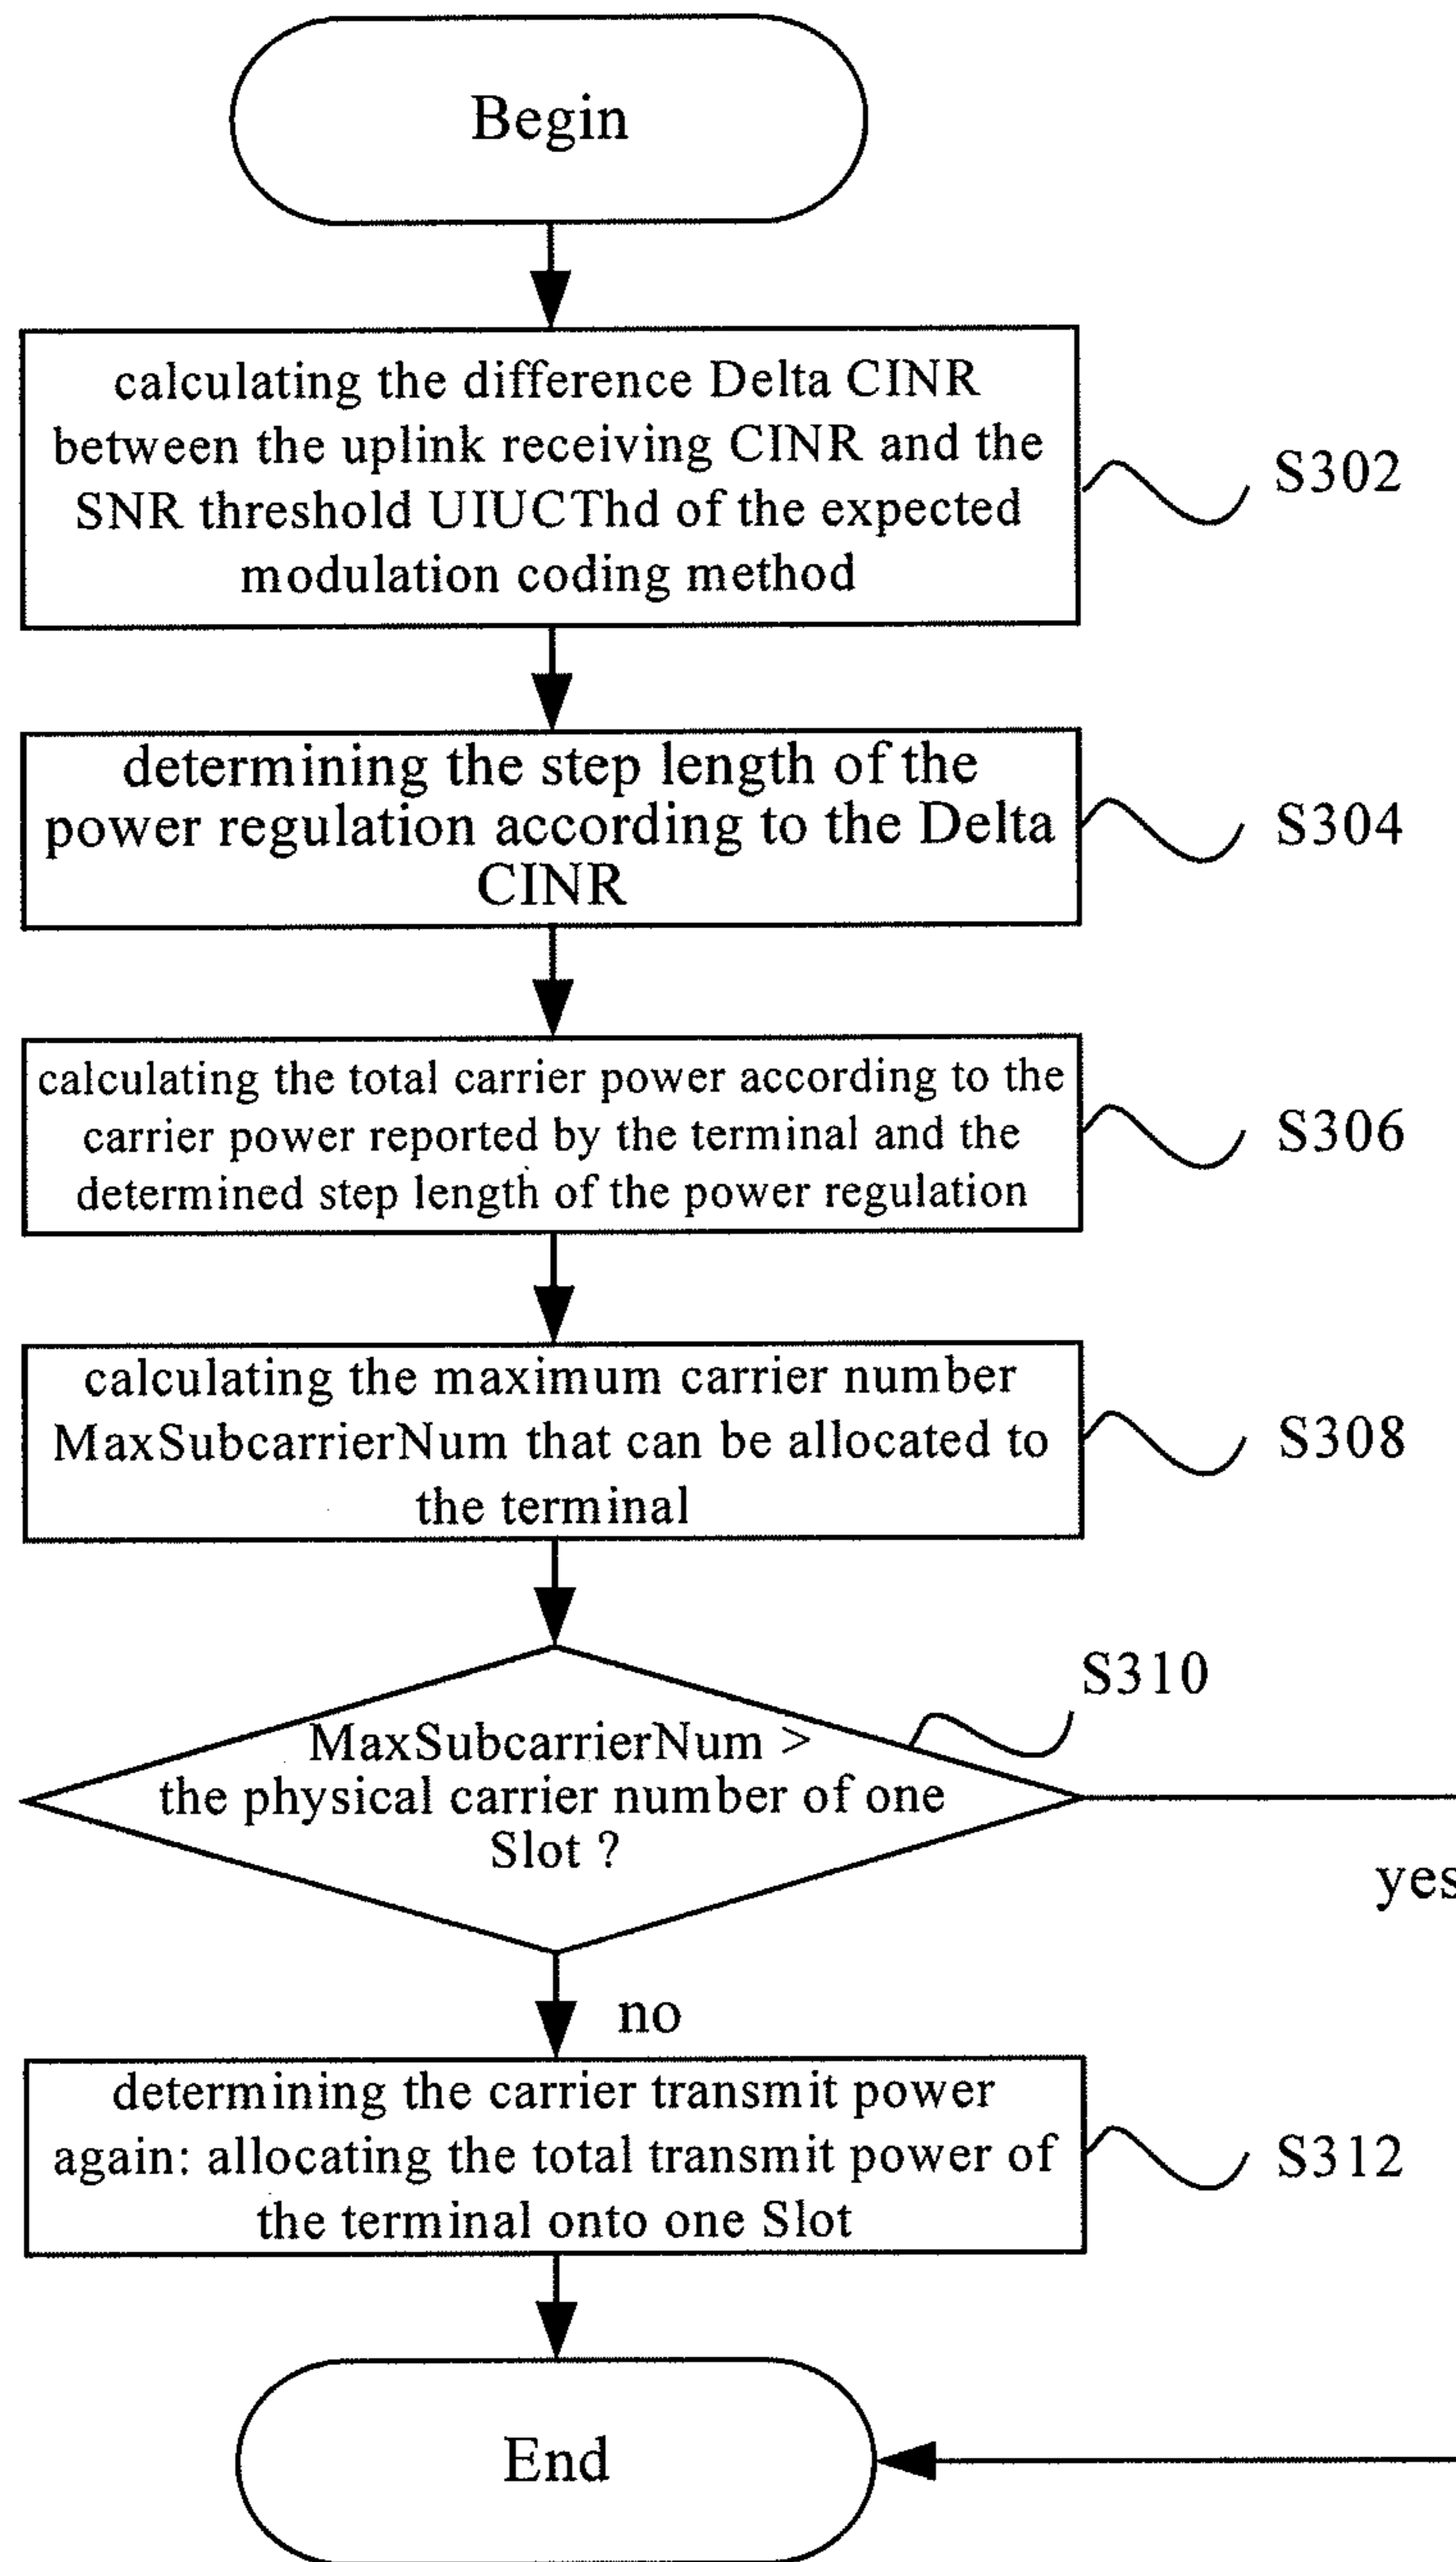 Begin
calculating the difference Delta CINR
between the uplink receiving CINR and the
SNR threshold UIUCThd of the expected
modulation coding method
S302
determining the step length of the
power regulation according to the Delta
CINR
S304
calculating the total carrier power according to the
carrier power reported by the terminal and the
determined step length of the power regulation
S306
calculating the maximum carrier number
MaxSubcarrierNum that can be allocated to
the terminal
S308
S310
MaxSubcarrierNum >
the physical carrier number of one
Slot ?
yes
no
determining the carrier transmit power
again: allocating the total transmit power of
the terminal onto one Slot
S312
End